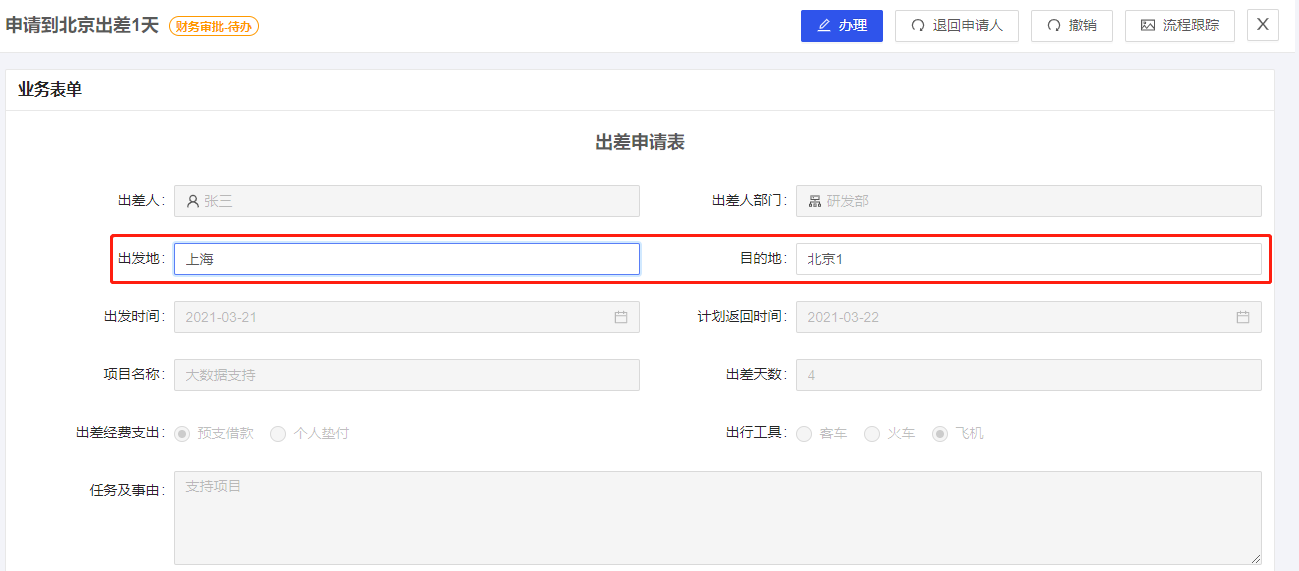 申请到北京出差1天 财务审批-待办 办理 退回申请人 撤销 流程跟踪 X
业务表单
出差申请表
出差人: 张三 出差人部门: 研发部
出发地: 上海 目的地: 北京1
出发时间: 2021-03-21 计划返回时间: 2021-03-22
项目名称: 大数据支持 出差天数: 4
出差经费支出: 预支借款 个人垫付 出行工具: 客车 火车 飞机
任务及事由: 支持项目